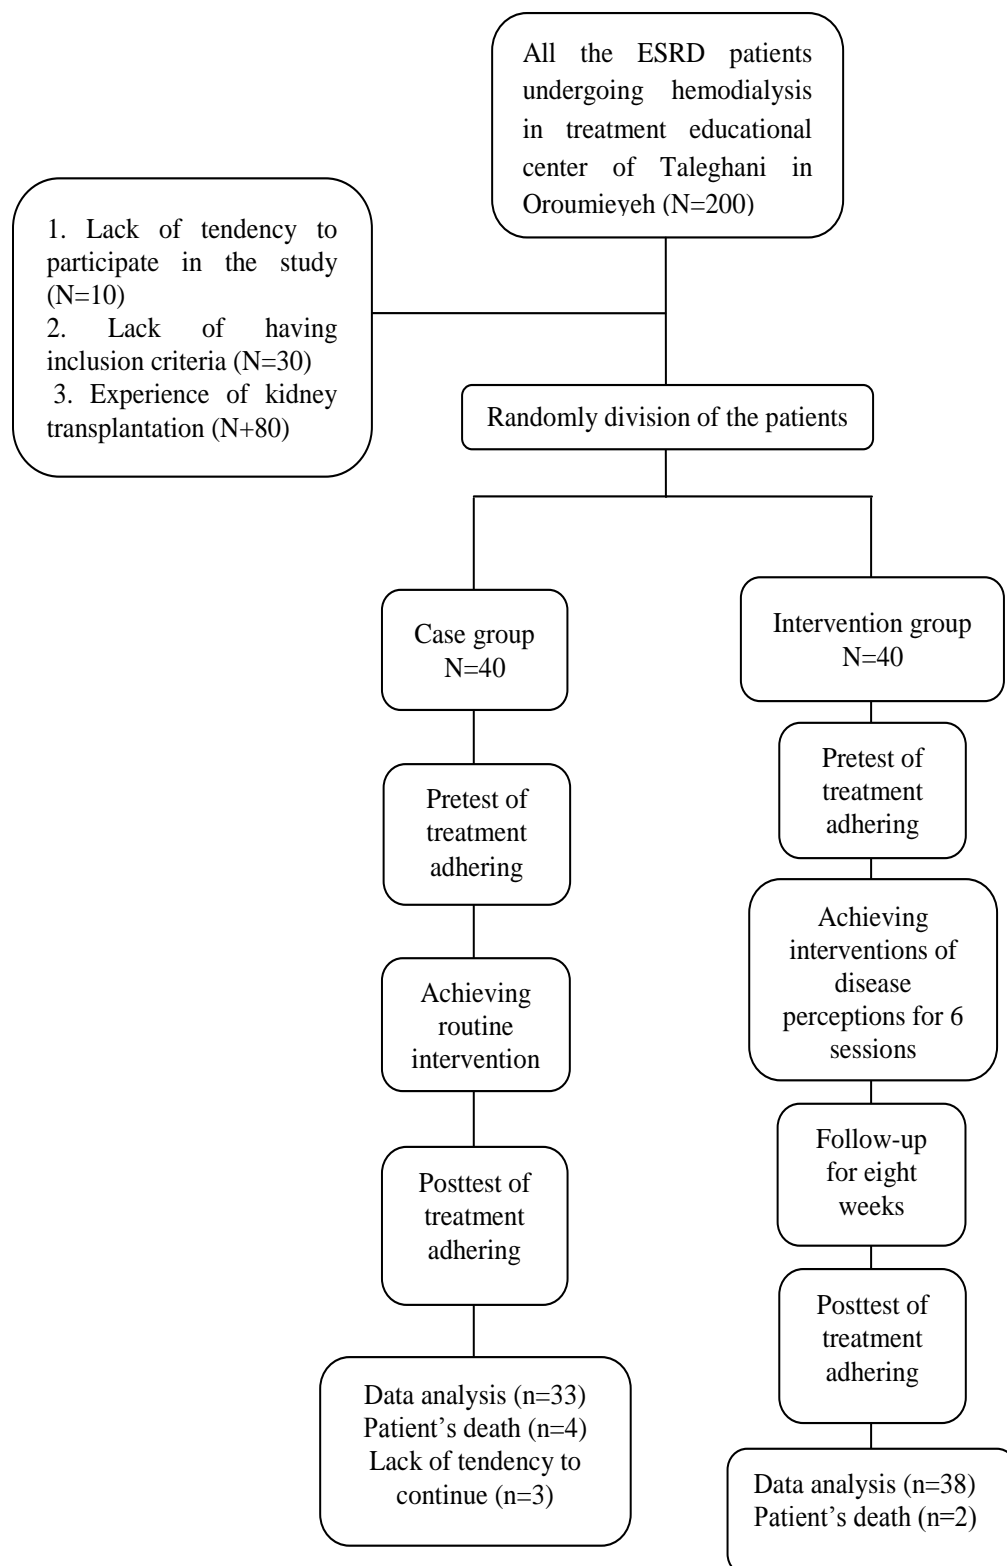 All the ESRD patients
undergoing hemodialysis
in treatment educational
center of Taleghani in
Oroumieyeh (N=200)
1. Lack of tendency to
participate in the study
(N=10)
2. Lack of having
inclusion criteria (N=30)
3. Experience of kidney
transplantation (N+80)
Randomly division of the patients
Case group
N=40
Intervention group
N=40
Pretest of
treatment
adhering
Pretest of
treatment
adhering
Achieving
routine
intervention
Achieving
interventions of
disease
perceptions for 6
sessions
Posttest of
treatment
adhering
Follow-up
for eight
weeks
Posttest of
treatment
adhering
Data analysis (n=33)
Patient’s death (n=4)
Lack of tendency to
continue (n=3)
Data analysis (n=38)
Patient’s death (n=2)